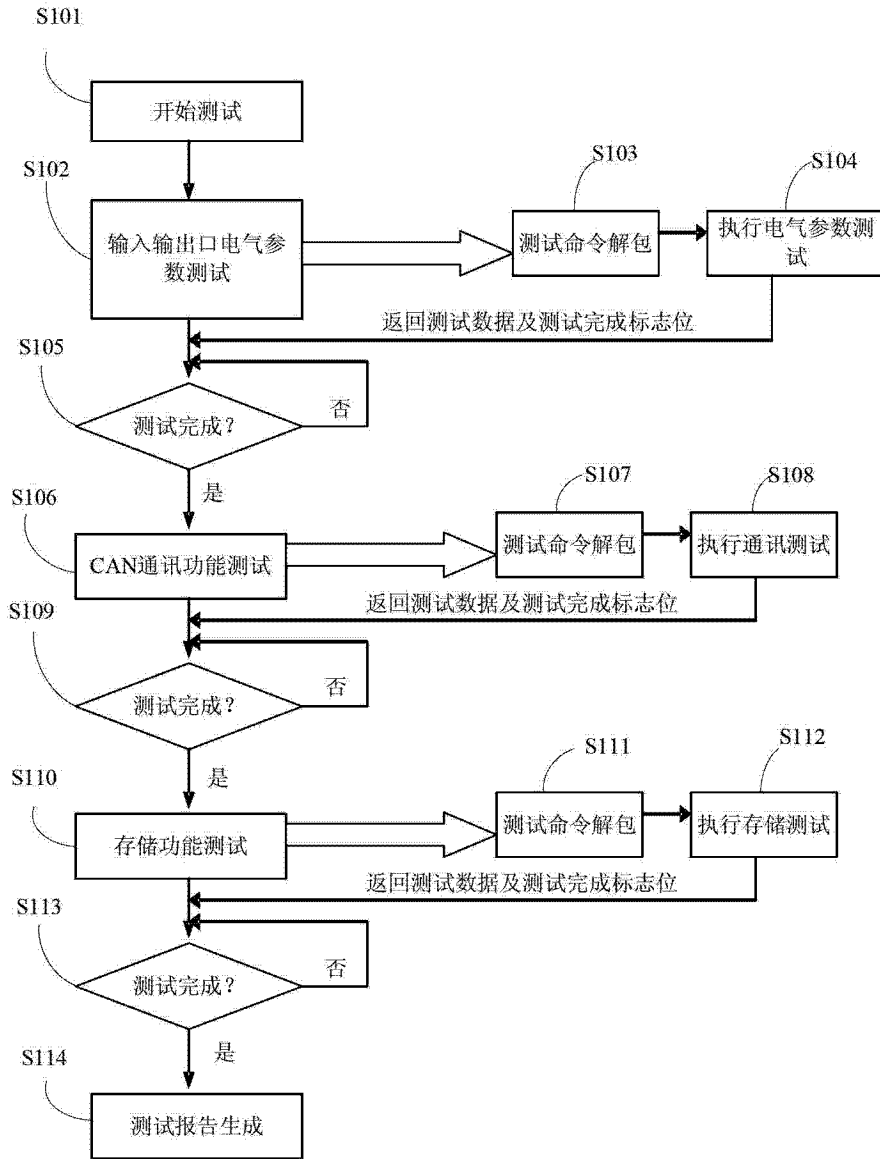 S101
开始测试
S102
输入输出口电气参
数测试
S103
测试命令解包
S104
执行电气参数测
试
返回测试数据及测试完成标志位
S105
测试完成？
否
是
S106
CAN通讯功能测试
S107
测试命令解包
S108
执行通讯测试
返回测试数据及测试完成标志位
S109
测试完成？
否
是
S110
存储功能测试
S111
测试命令解包
S112
执行存储测试
返回测试数据及测试完成标志位
S113
测试完成？
否
是
S114
测试报告生成